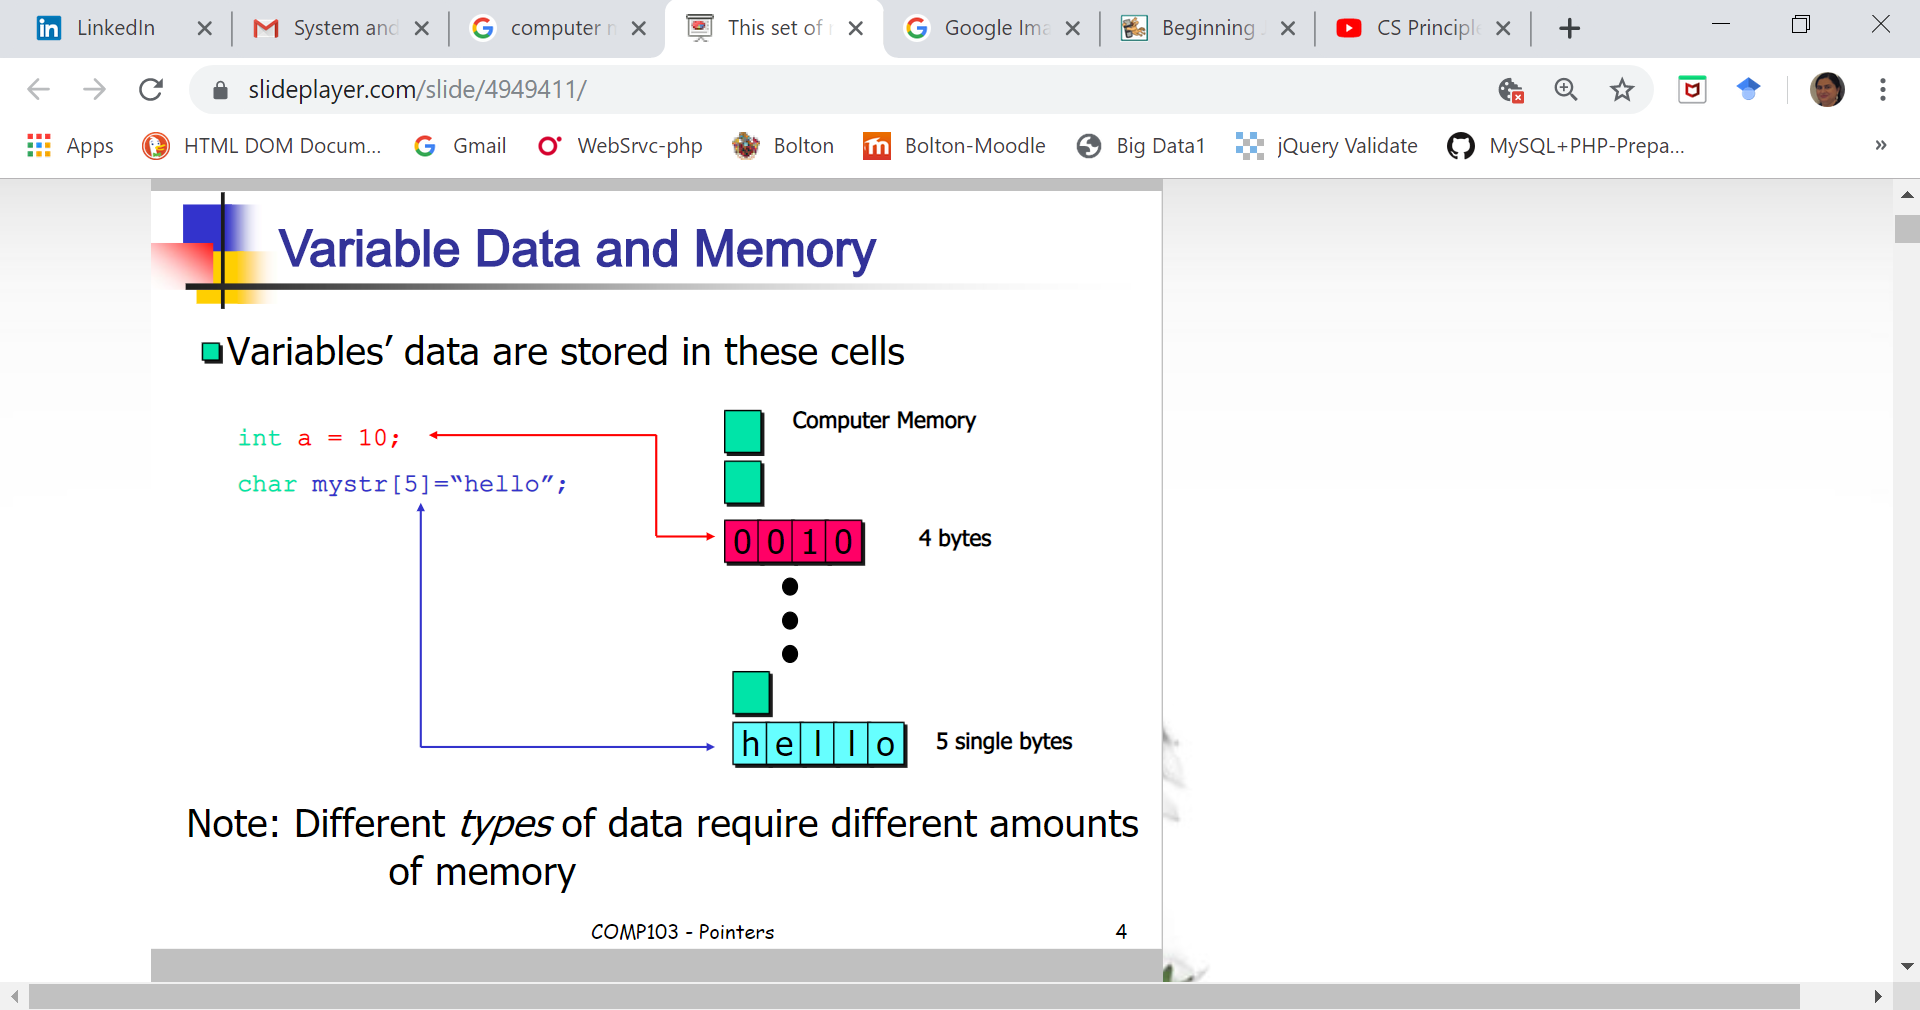 LinkedIn
System and
computer n
This set of
Google Ima
Beginning
CS Principle
slideplayer.com/slide/4949411/
Apps
HTML DOM Docum...
Gmail
WebSrvc-php
Bolton
Bolton-Moodle
Big Data1
jQuery Validate
MySQL+PHP-Prepa...
»
Variable Data and Memory
Variables’ data are stored in these cells
Computer Memory
int a = 10;
char mystr[5]=“hello”;
0 0 1 0
4 bytes
h e l l o
5 single bytes
Note: Different types of data require different amounts
of memory
COMP103 - Pointers
4